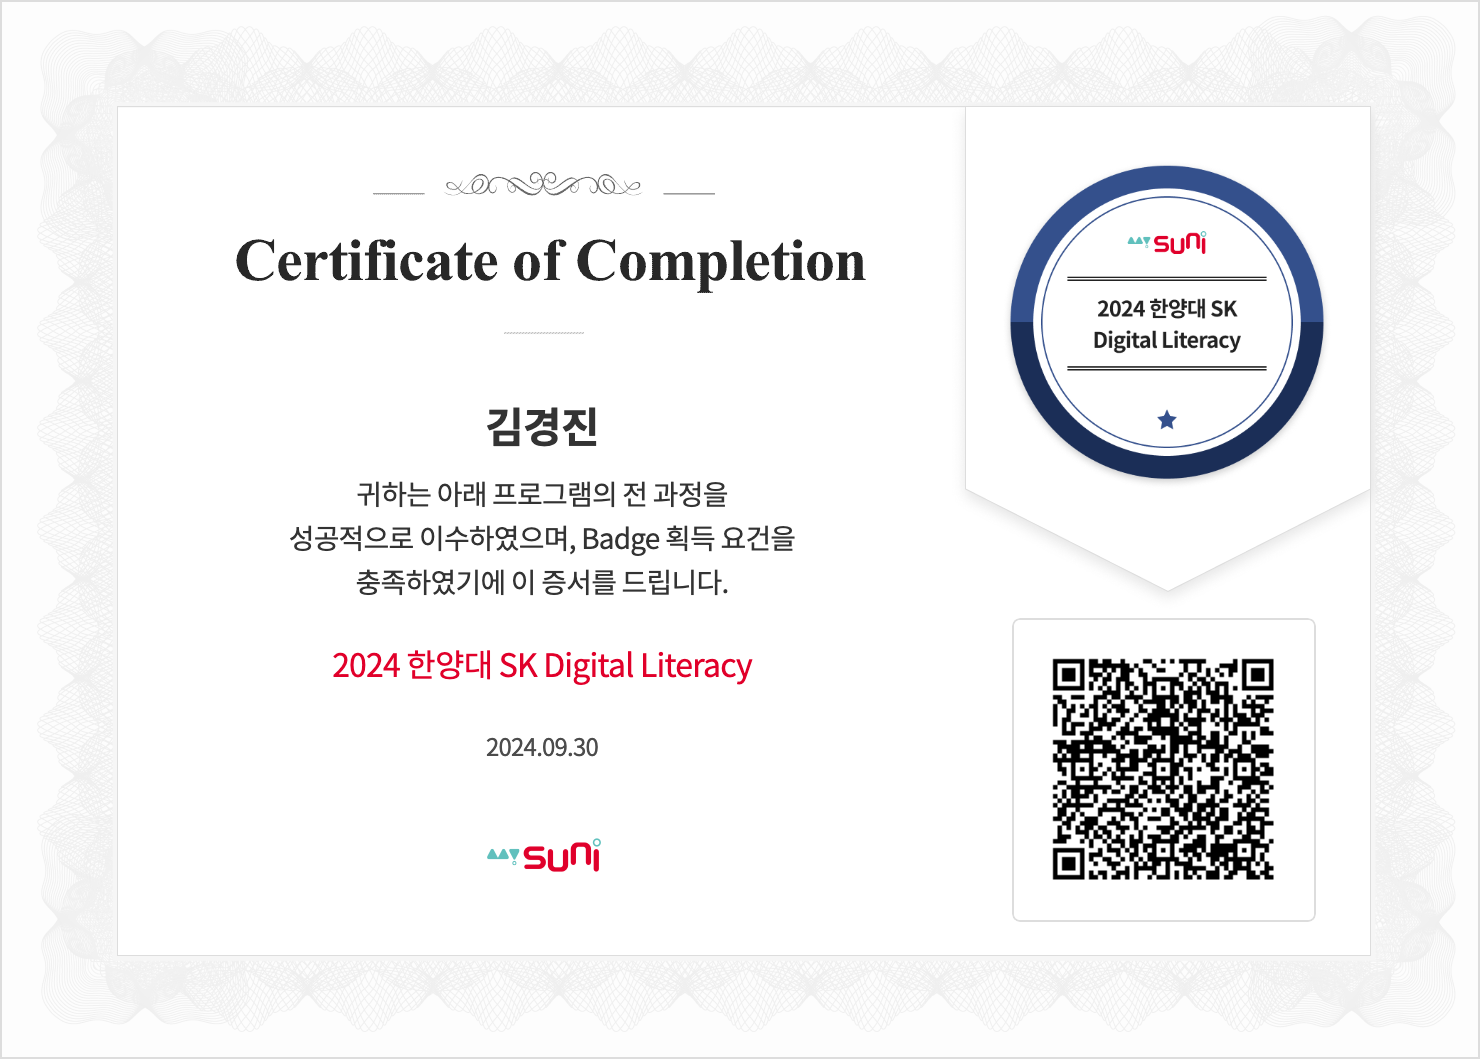 Certificate of Completion
김경진
귀하는 아래 프로그램의 전 과정을
성공적으로 이수하였으며, Badge 획득 요건을
충족하였기에 이 증서를 드립니다.
2024 한양대 SK Digital Literacy
2024.09.30
mySUNI
mySUNI
2024 한양대 SK
Digital Literacy